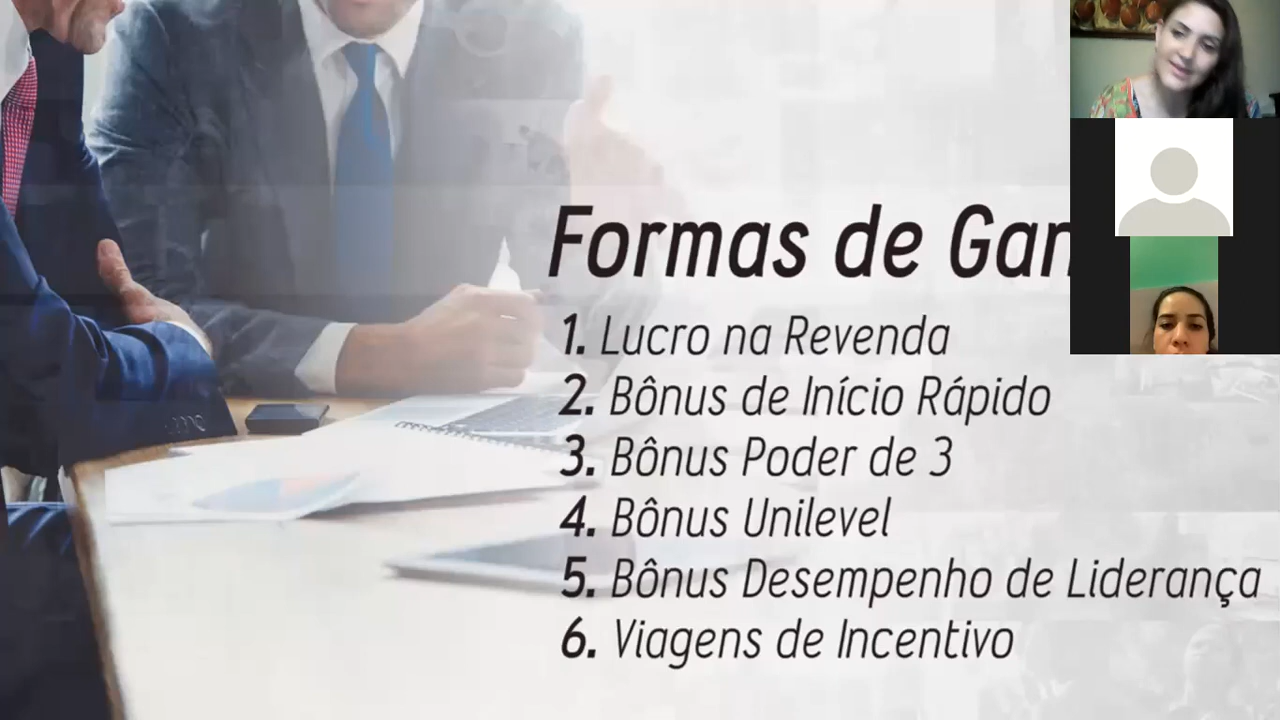 Formas de Gan
1. Lucro na Revenda
2. Bônus de Início Rápido
3. Bônus Poder de 3
4. Bônus Unilevel
5. Bônus Desempenho de Liderança
6. Viagens de Incentivo